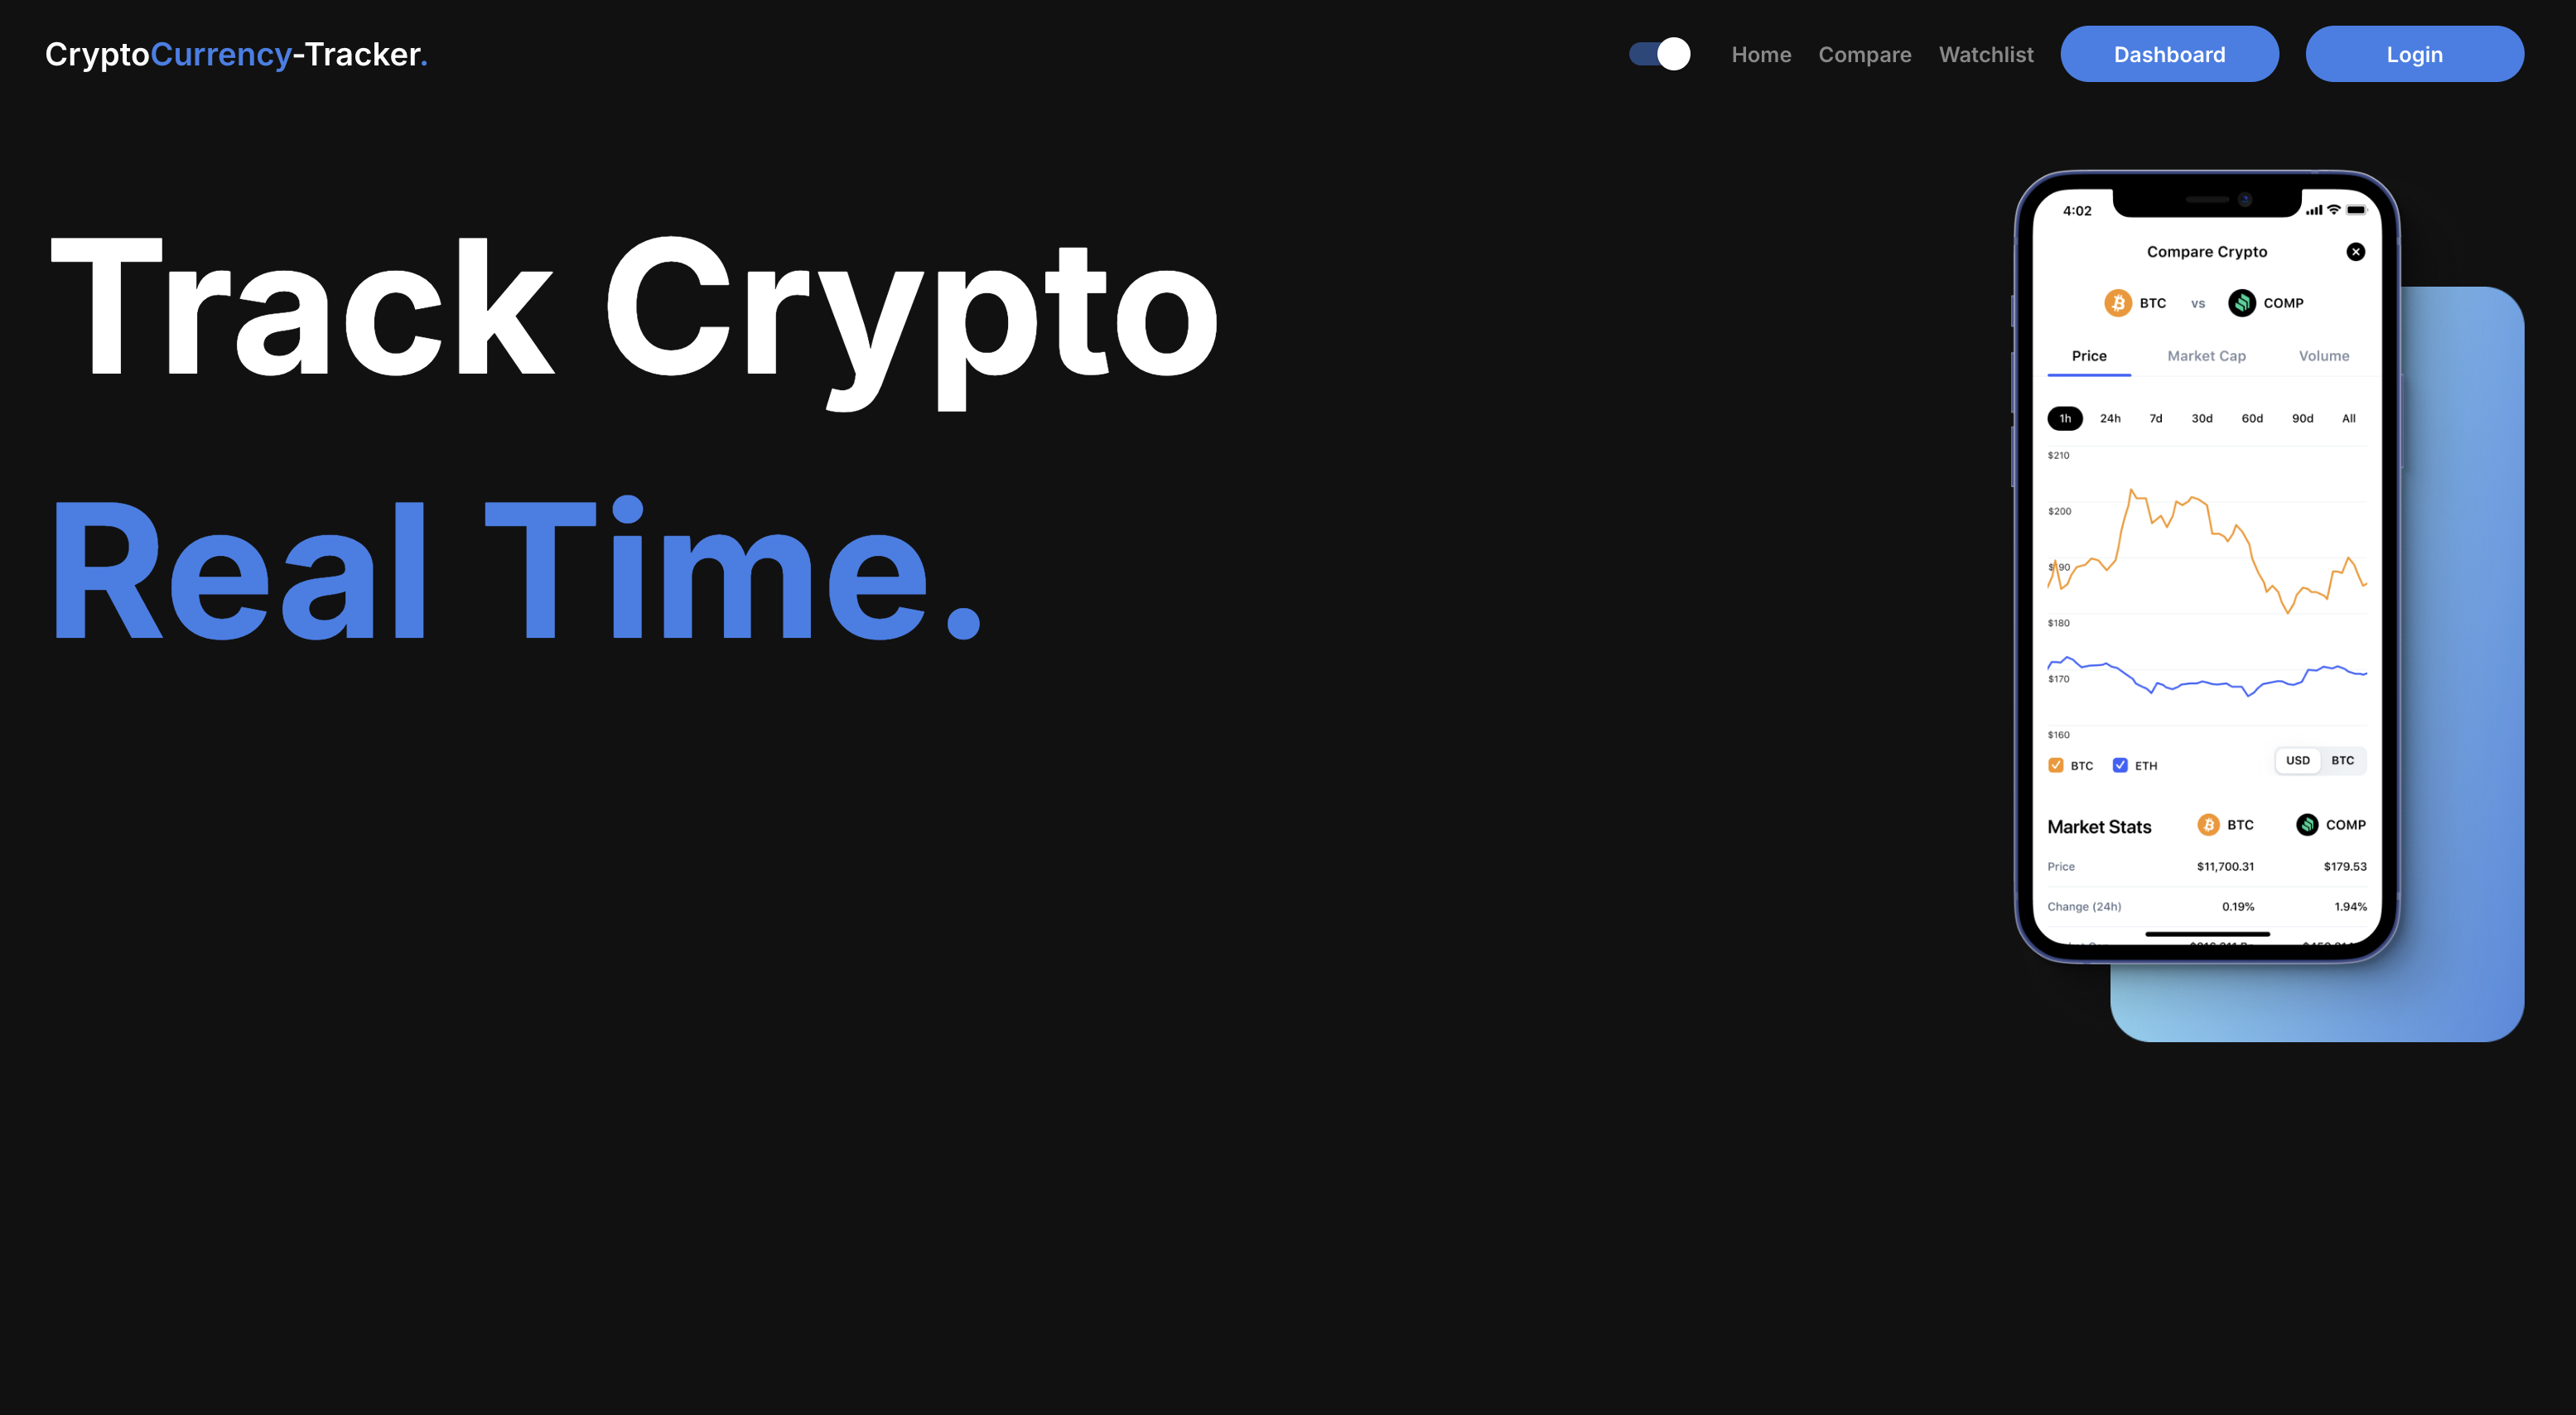 CryptoCurrency-Tracker.
Home Compare Watchlist Dashboard Login
Track Crypto
Real Time.
4:02
Compare Crypto
BTC vs COMP
Price Market Cap Volume
1h 24h 7d 30d 60d 90d All
$210
$200
$190
$180
$170
$160
BTC ETH
USD BTC
Market Stats BTC COMP
Price $11,700.31 $179.53
Change (24h) 0.19% 1.94%